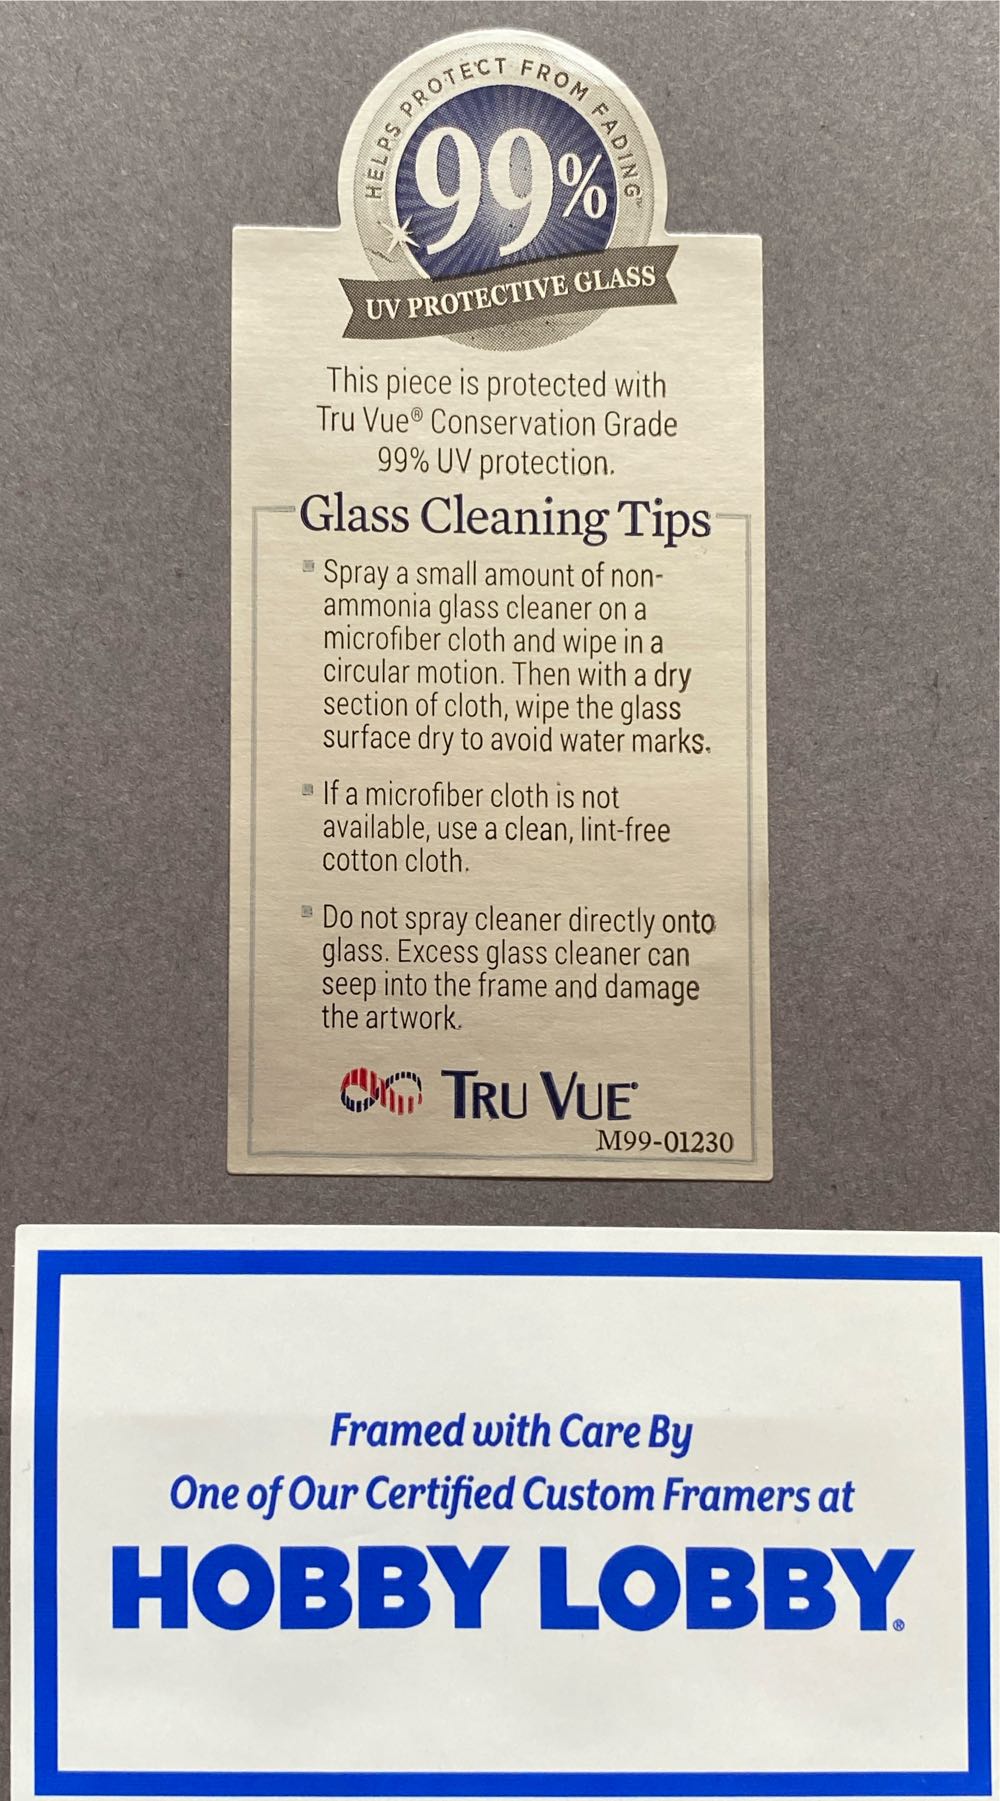 HELPS PROTECT FROM FADING™
99%
UV PROTECTIVE GLASS
This piece is protected with
Tru Vue® Conservation Grade
99% UV protection.
Glass Cleaning Tips
Spray a small amount of non-
ammonia glass cleaner on a
microfiber cloth and wipe in a
circular motion. Then with a dry
section of cloth, wipe the glass
surface dry to avoid water marks.
If a microfiber cloth is not
available, use a clean, lint-free
cotton cloth.
Do not spray cleaner directly onto
glass. Excess glass cleaner can
seep into the frame and damage
the artwork.
TRU VUE®
M99-01230
Framed with Care By
One of Our Certified Custom Framers at
HOBBY LOBBY®